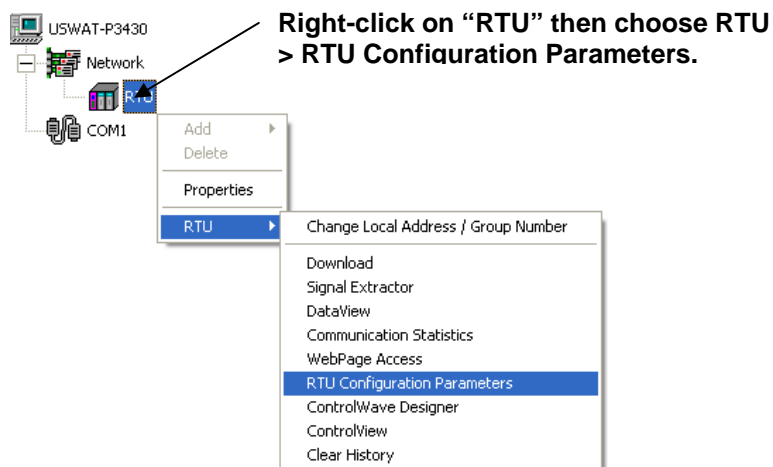 Right-click on “RTU” then choose RTU
> RTU Configuration Parameters.
USWAT-P3430
Network
RTU
COM1
Add
Delete
Properties
RTU
Change Local Address / Group Number
Download
Signal Extractor
DataView
Communication Statistics
WebPage Access
RTU Configuration Parameters
ControlWave Designer
ControlView
Clear History